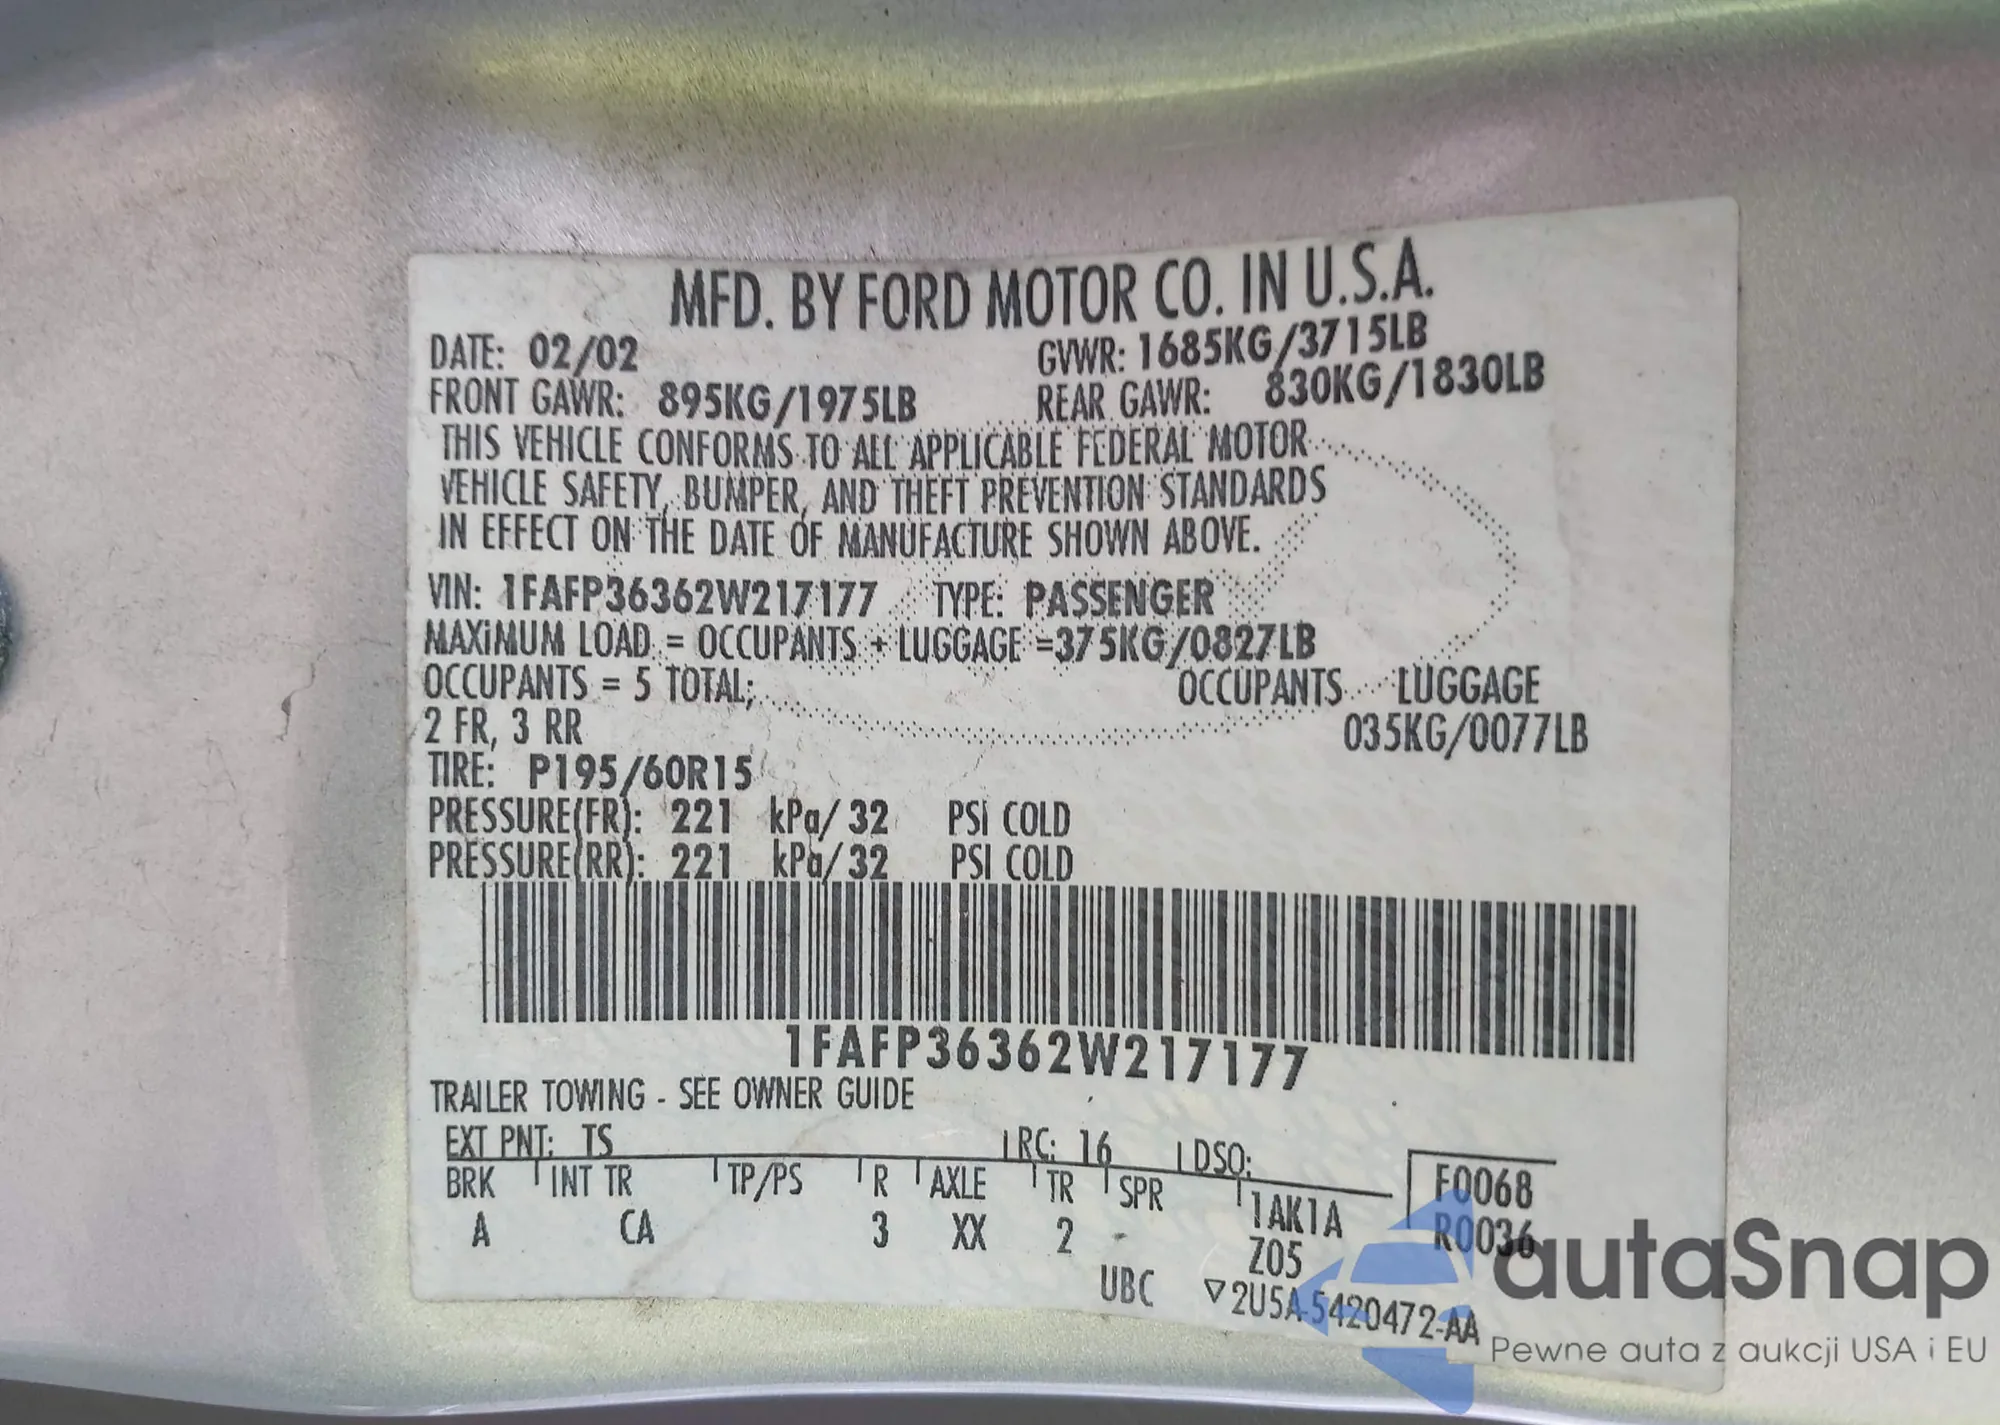 MFD. BY FORD MOTOR CO. IN U.S.A.
DATE: 02/02 GVWR: 1685KG/3715LB
FRONT GAWR: 895KG/1975LB REAR GAWR: 830KG/1830LB
THIS VEHICLE CONFORMS TO ALL APPLICABLE FEDERAL MOTOR
VEHICLE SAFETY, BUMPER, AND THEFT PREVENTION STANDARDS
IN EFFECT ON THE DATE OF MANUFACTURE SHOWN ABOVE.
VIN: 1FAFP36362W217177 TYPE: PASSENGER
MAXIMUM LOAD = OCCUPANTS + LUGGAGE =375KG/0827LB
OCCUPANTS = 5 TOTAL; OCCUPANTS LUGGAGE
2 FR, 3 RR 035KG/0077LB
TIRE: P195/60R15
PRESSURE(FR): 221 kPa/32 PSI COLD
PRESSURE(RR): 221 kPa/32 PSI COLD
1FAFP36362W217177
TRAILER TOWING - SEE OWNER GUIDE
EXT PNT: TS RC: 16 DSO:
BRK INT TR TP/PS R AXLE TR SPR 1AK1A F0068
A CA 3 XX 2 - Z05 R0036
UBC ▽2U5A-5420472-AA
autaSnap
Pewne auta z aukcji USA i EU